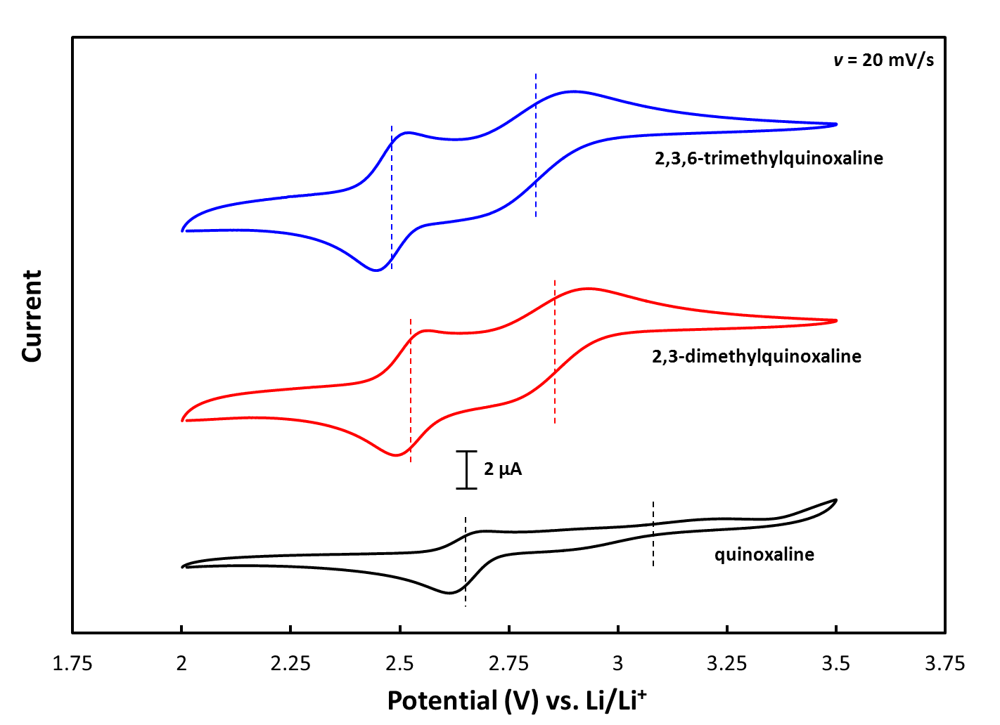 v = 20 mV/s
2,3,6-trimethylquinoxaline
Current
2,3-dimethylquinoxaline
2 µA
quinoxaline
1.75 2 2.25 2.5 2.75 3 3.25 3.5 3.75
Potential (V) vs. Li/Li⁺